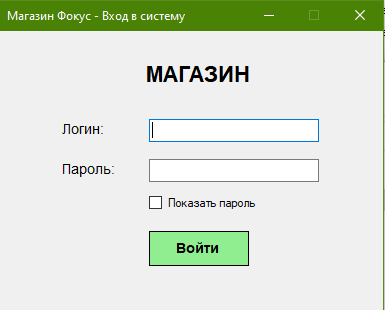 Магазин Фокус - Вход в систему
МАГАЗИН
Логин:
Пароль:
Показать пароль
Войти